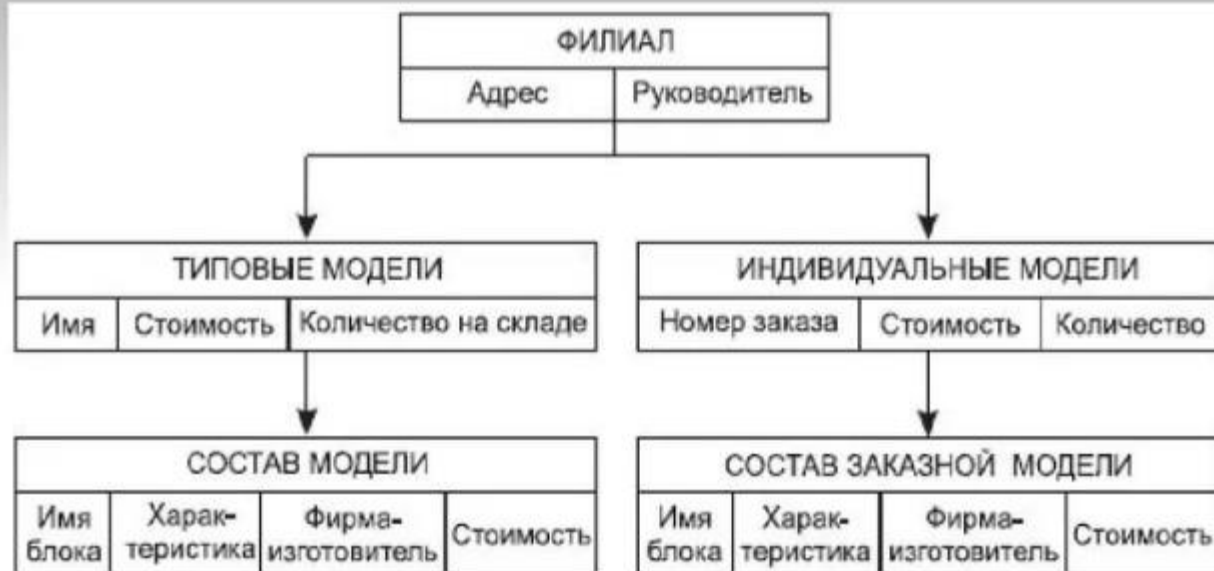 ФИЛИАЛ
Адрес Руководитель
ТИПОВЫЕ МОДЕЛИ
Имя Стоимость Количество на складе
ИНДИВИДУАЛЬНЫЕ МОДЕЛИ
Номер заказа Стоимость Количество
СОСТАВ МОДЕЛИ
Имя блока
Харак-
теристика
Фирма-
изготовитель
Стоимость
СОСТАВ ЗАКАЗНОЙ МОДЕЛИ
Имя блока
Харак-
теристика
Фирма-
изготовитель
Стоимость